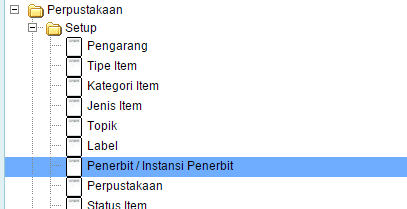 Perpustakaan
Setup
Pengarang
Tipe Item
Kategori Item
Jenis Item
Topik
Label
Penerbit / Instansi Penerbit
Perpustakaan
Status Item